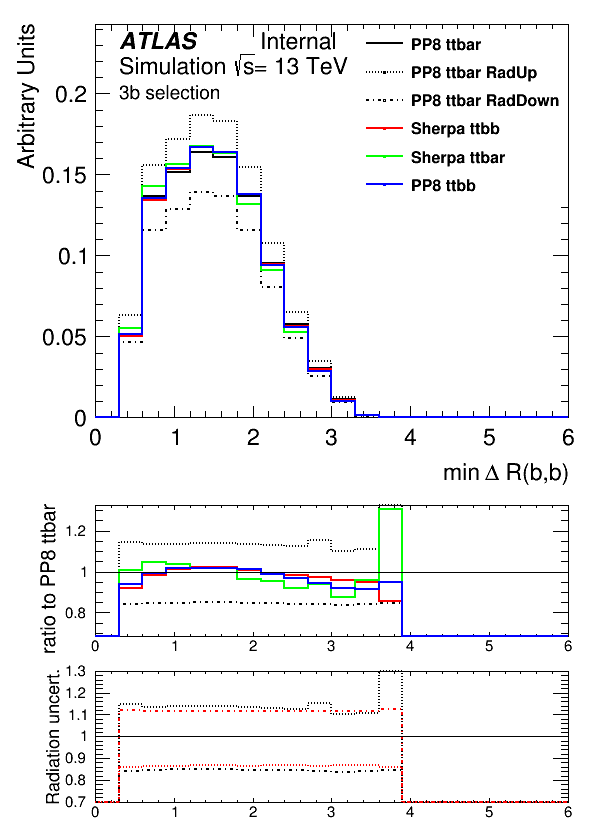 ATLAS Internal
Simulation √s= 13 TeV
3b selection
PP8 ttbar
PP8 ttbar RadUp
PP8 ttbar RadDown
Sherpa ttbb
Sherpa ttbar
PP8 ttbb
Arbitrary Units
0.2
0.15
0.1
0.05
0
0 1 2 3 4 5 6
min Δ R(b,b)
ratio to PP8 ttbar
1.2
1
0.8
0 1 2 3 4 5 6
Radiation uncert.
1.3
1.2
1.1
1
0.9
0.8
0.7
0 1 2 3 4 5 6